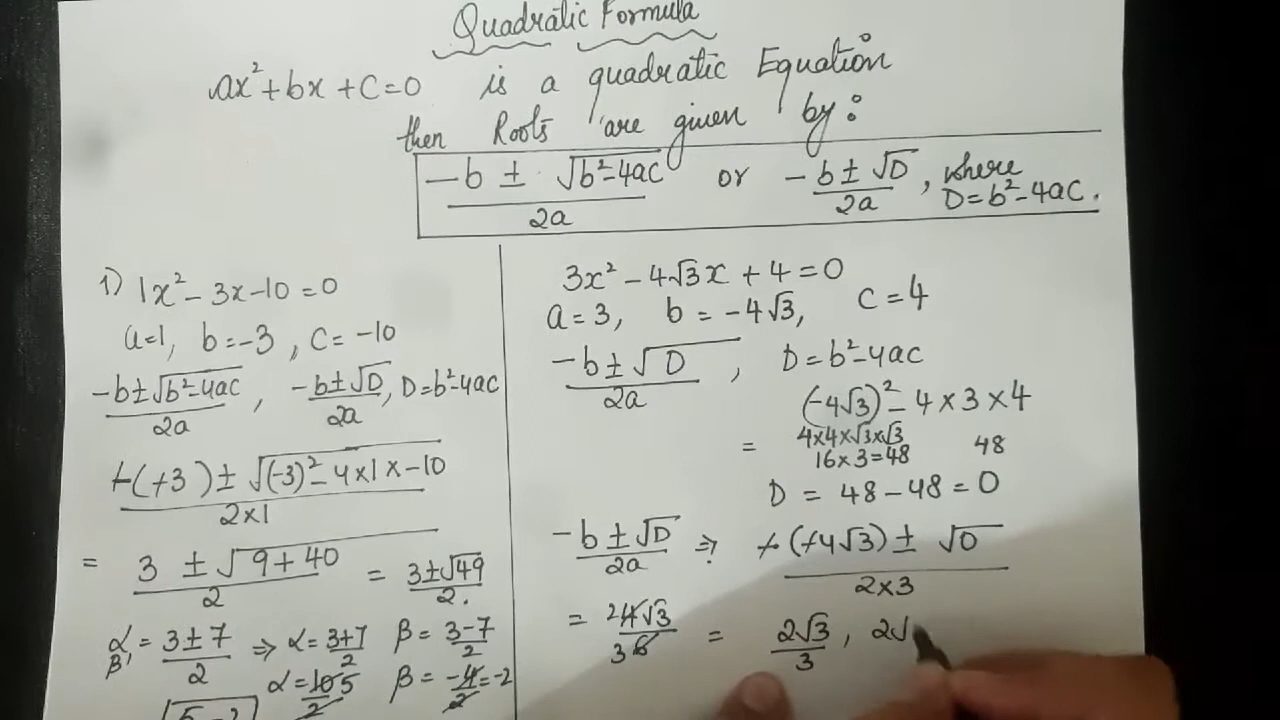 Quadratic Formula
ax²+bx+C=0 is a quadratic Equation
then Roots are given by:
-b ± √b²-4ac / 2a or -b±√D / 2a, where D=b²-4ac.
1) 1x²-3x-10=0
a=1, b=-3, C=-10
-b±√b²-4ac / 2a, -b±√D / 2a, D=b²-4ac
-(-3)±√(-3)²-4×1×-10 / 2×1
= 3±√9+40 / 2 = 3±√49 / 2.
α = 3±7 / 2 ⇒ α=3+7 / 2 β=3-7 / 2
β α=10 / 2 5 β=-4 / 2=-2
3x²-4√3x+4=0
a=3, b=-4√3, C=4
-b±√D / 2a, D=b²-4ac
(-4√3)²-4×3×4
= 4×4×√3×√3
16×3=48 48
D = 48-48=0
-b±√D / 2a ⇒ -(-4√3)±√0 / 2×3
= 2 4√3 / 3 6 = 2√3 / 3, 2√